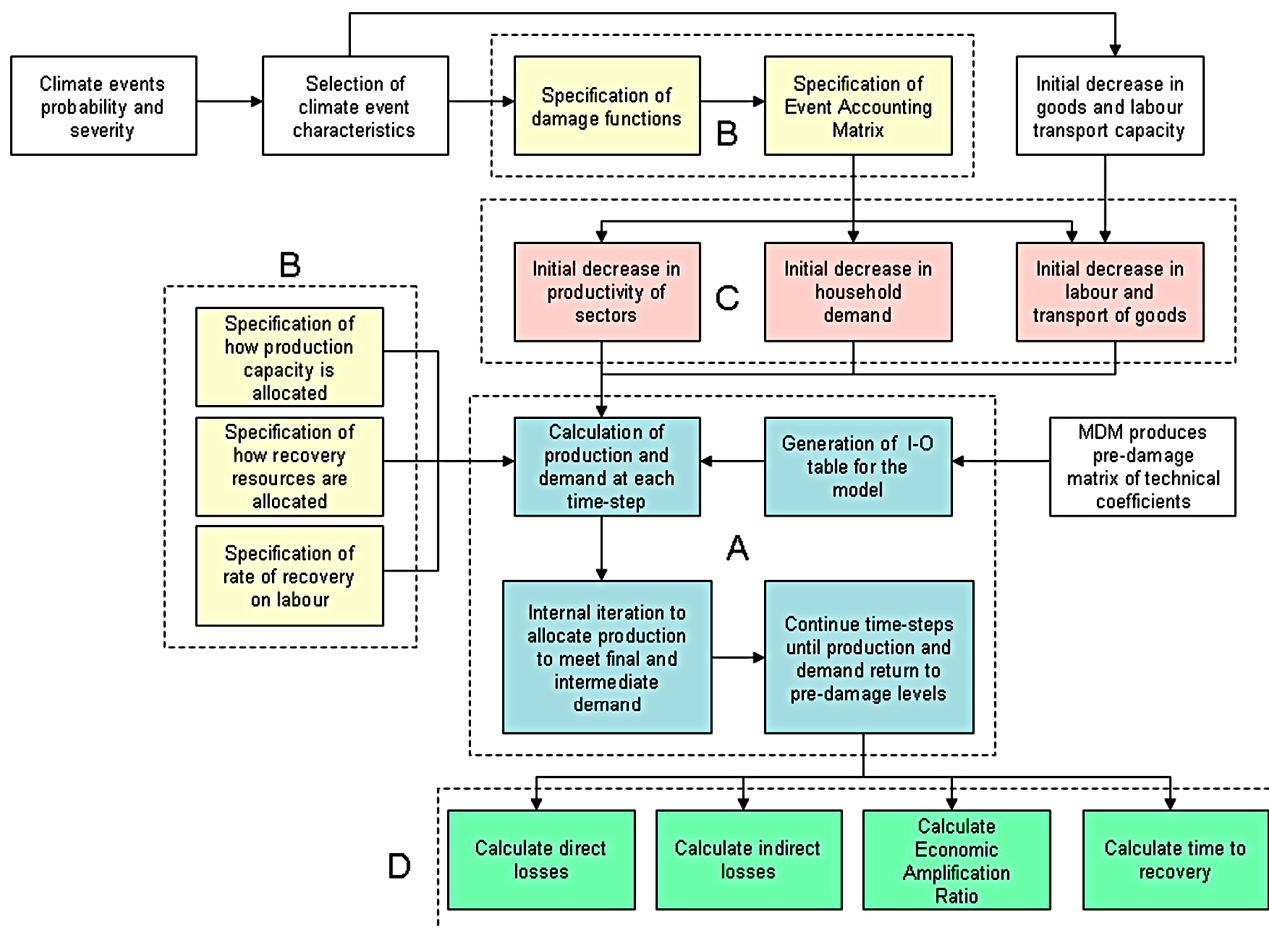 Climate events
probability and
severity
Selection of
climate event
characteristics
Specification of
damage functions
Specification of
Event Accounting
Matrix
B
Initial decrease in
goods and labour
transport capacity
Initial decrease in
productivity of
sectors
C
Initial decrease in
household
demand
Initial decrease in
labour and
transport of goods
B
Specification of
how production
capacity is
allocated
Specification of
how recovery
resources are
allocated
Specification of
rate of recovery
on labour
Calculation of
production and
demand at each
time-step
Generation of I-O
table for the
model
MDM produces
pre-damage
matrix of technical
coefficients
A
Internal iteration to
allocate production
to meet final and
intermediate
demand
Continue time-steps
until production and
demand return to
pre-damage levels
D
Calculate direct
losses
Calculate indirect
losses
Calculate
Economic
Amplification
Ratio
Calculate time to
recovery